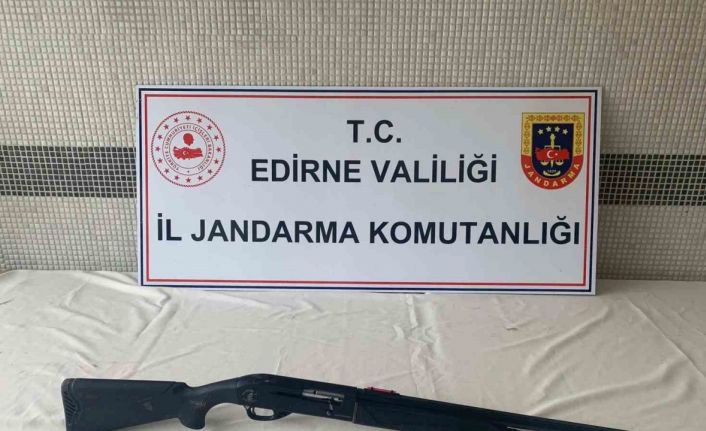 T.C.
EDİRNE VALİLİĞİ
İL JANDARMA KOMUTANLIĞI
JANDARMA